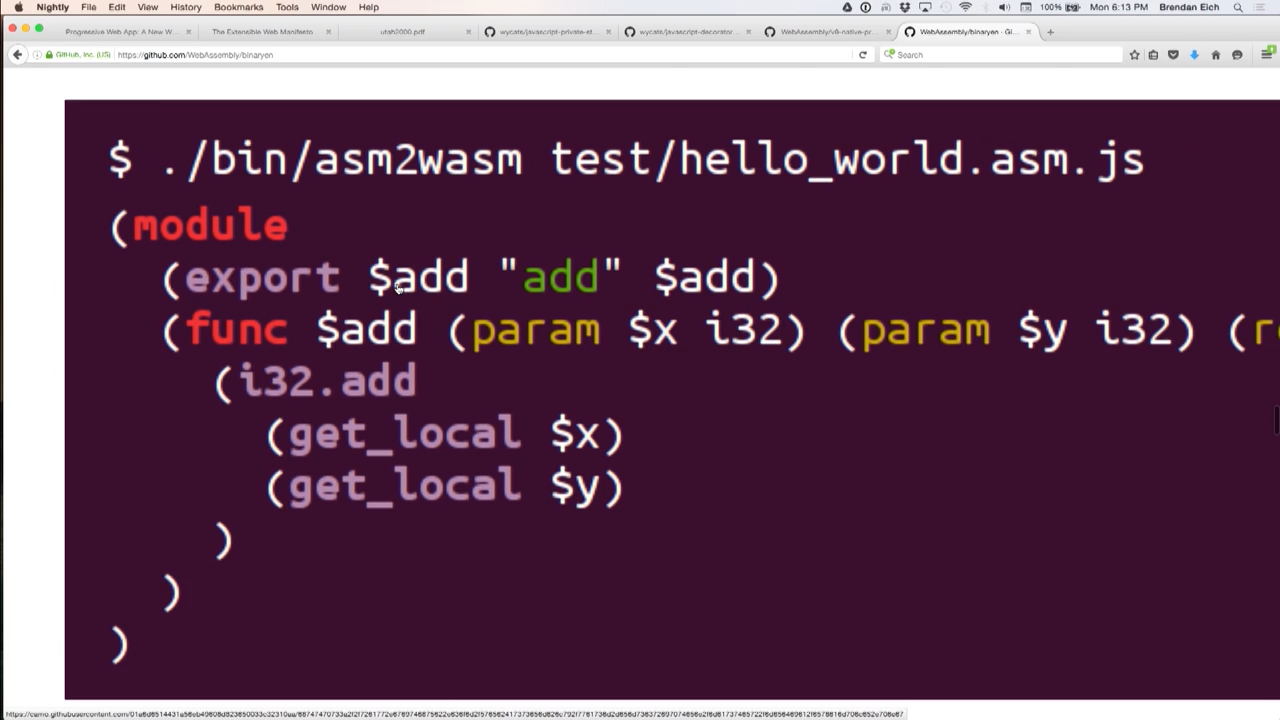 Nightly File Edit View History Bookmarks Tools Window Help 100% Mon 6:13 PM Brendan Eich
Progressive Web App: A New W... The Extensible Web Manifesto utah2000.pdf wycats/javascript-private-st... wycats/javascript-decorator... WebAssembly/v8-native-pr... WebAssembly/binaryen · Gi...
GitHub, Inc. (US) https://github.com/WebAssembly/binaryen Search
$ ./bin/asm2wasm test/hello_world.asm.js
(module
(export $add "add" $add)
(func $add (param $x i32) (param $y i32) (re
(i32.add
(get_local $x)
(get_local $y)
)
)
)